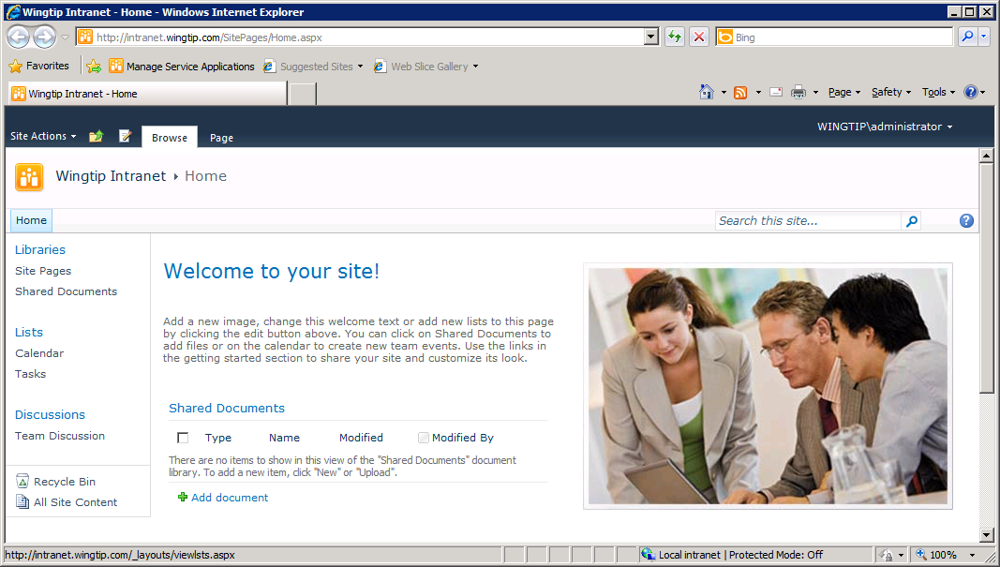 Wingtip Intranet - Home - Windows Internet Explorer
http://intranet.wingtip.com/SitePages/Home.aspx
Bing
Favorites
Manage Service Applications
Suggested Sites
Web Slice Gallery
Wingtip Intranet - Home
Page
Safety
Tools
Site Actions
Browse
Page
WINGTIP\administrator
Wingtip Intranet
Home
Home
Search this site...
Libraries
Site Pages
Shared Documents
Lists
Calendar
Tasks
Discussions
Team Discussion
Recycle Bin
All Site Content
Welcome to your site!
Add a new image, change this welcome text or add new lists to this page
by clicking the edit button above. You can click on Shared Documents to
add files or on the calendar to create new team events. Use the links in
the getting started section to share your site and customize its look.
Shared Documents
Type Name Modified Modified By
There are no items to show in this view of the "Shared Documents" document
library. To add a new item, click "New" or "Upload".
Add document
http://intranet.wingtip.com/_layouts/viewlsts.aspx
Local intranet | Protected Mode: Off
100%